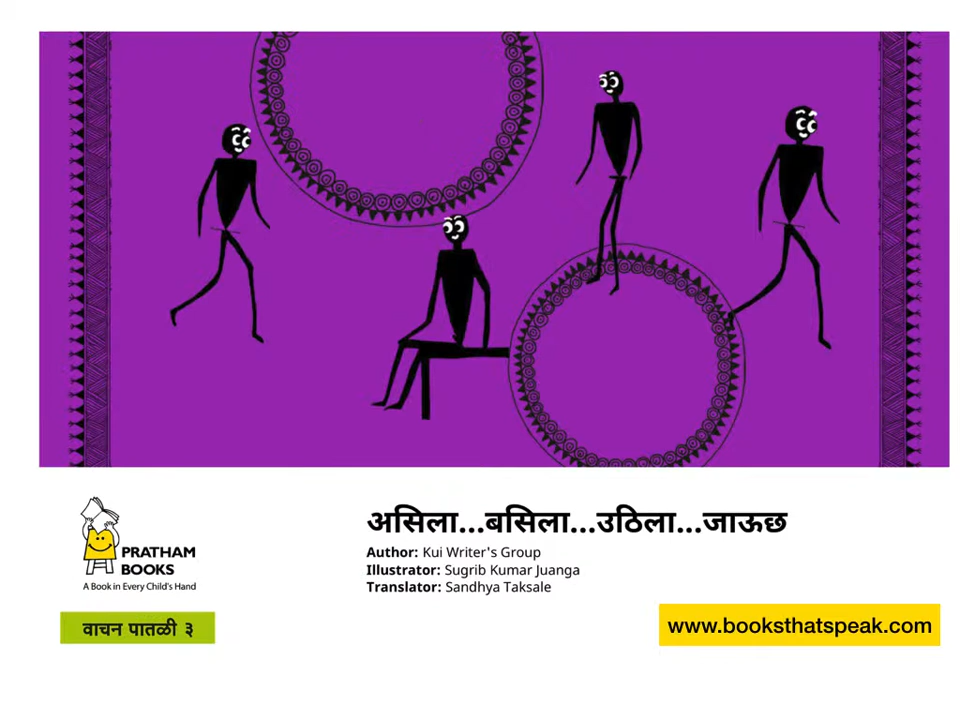 असिला...बसिला...उठिला...जाऊछ
Author: Kui Writer's Group
Illustrator: Sugrib Kumar Juanga
Translator: Sandhya Taksale
PRATHAM
BOOKS
A Book in Every Child's Hand
वाचन पातळी ३
www.booksthatspeak.com